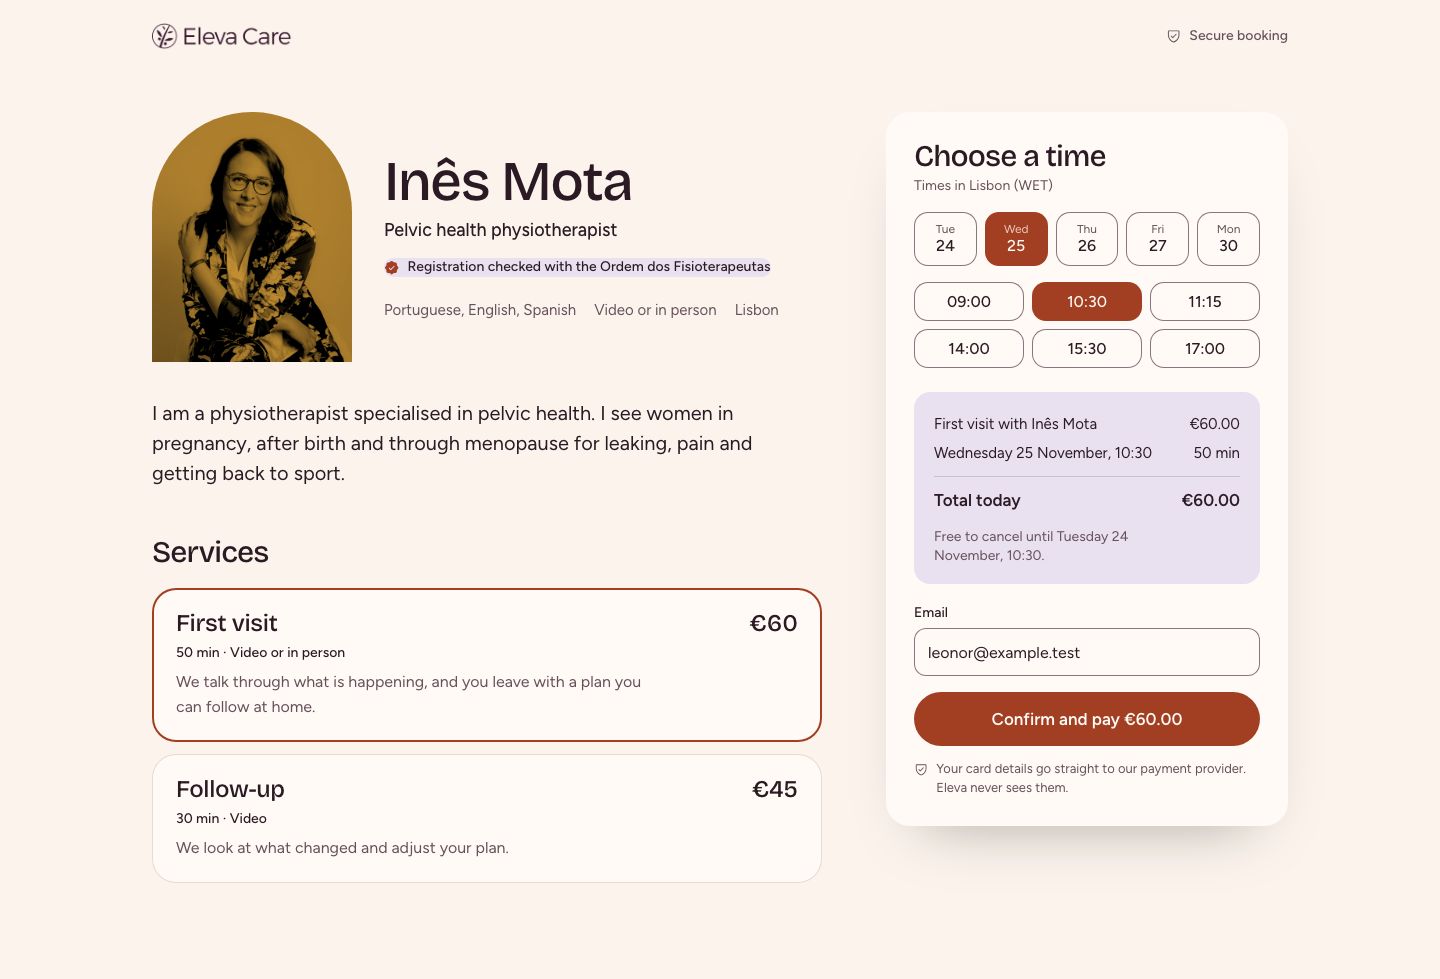 Eleva Care
Secure booking
Inês Mota
Pelvic health physiotherapist
Registration checked with the Ordem dos Fisioterapeutas
Portuguese, English, Spanish Video or in person Lisbon
I am a physiotherapist specialised in pelvic health. I see women in
pregnancy, after birth and through menopause for leaking, pain and
getting back to sport.
Services
First visit €60
50 min · Video or in person
We talk through what is happening, and you leave with a plan you
can follow at home.
Follow-up €45
30 min · Video
We look at what changed and adjust your plan.
Choose a time
Times in Lisbon (WET)
Tue Wed Thu Fri Mon
24 25 26 27 30
09:00 10:30 11:15
14:00 15:30 17:00
First visit with Inês Mota €60.00
Wednesday 25 November, 10:30 50 min
Total today €60.00
Free to cancel until Tuesday 24
November, 10:30.
Email
leonor@example.test
Confirm and pay €60.00
Your card details go straight to our payment provider.
Eleva never sees them.